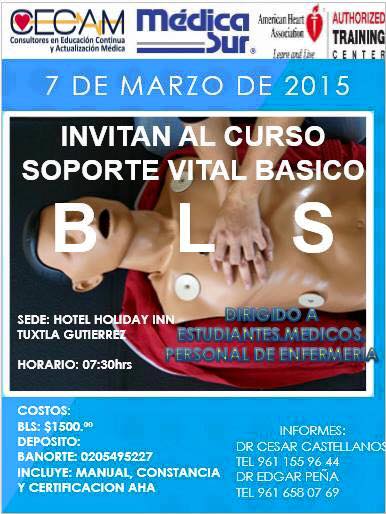 CECAM
Consultores en Educación Continua
y Actualización Médica
Médica
Sur
American Heart
Association
Learn and Live
AUTHORIZED
TRAINING
CENTER
7 DE MARZO DE 2015
INVITAN AL CURSO
SOPORTE VITAL BASICO
B L S
SEDE: HOTEL HOLIDAY INN
TUXTLA GUTIERREZ
HORARIO: 07:30hrs
DIRIGIDO A
ESTUDIANTES,MEDICOS,
PERSONAL DE ENFERMERIA
COSTOS:
BLS: $1500.00
DEPOSITO:
BANORTE: 0205495227
INCLUYE: MANUAL, CONSTANCIA
Y CERTIFICACION AHA
INFORMES:
DR CESAR CASTELLANOS
TEL 961 155 96 44
DR EDGAR PEÑA
TEL 961 658 07 69